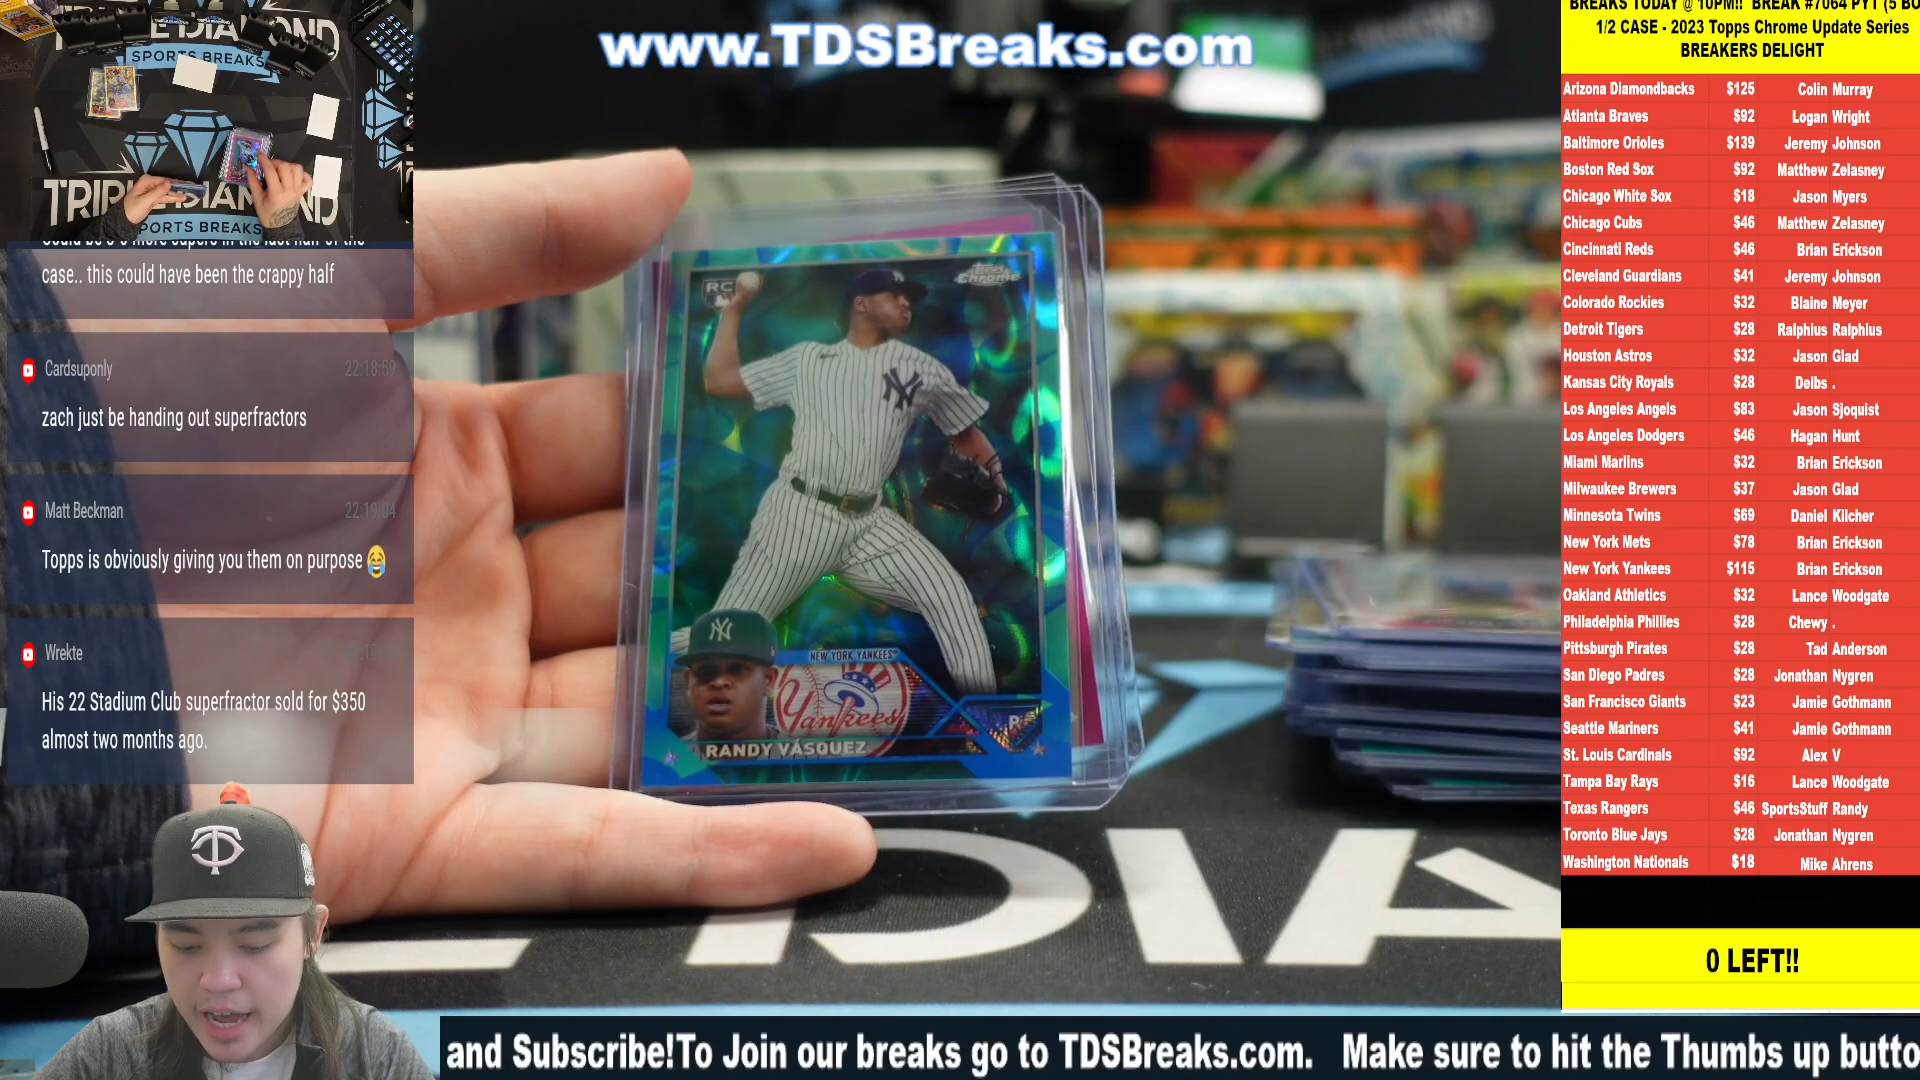 www.TDSBreaks.com
SPORTS BREAKS
SPORTS BREAKS
case.. this could have been the crappy half
Cardsuponly 22:18:59
zach just be handing out superfractors
Matt Beckman 22:19:04
Topps is obviously giving you them on purpose 😂
Wrekte
His 22 Stadium Club superfractor sold for $350
almost two months ago.
RC
Topps
Chrome
NY
NEW YORK YANKEES
Yankees
RANDY VÁSQUEZ
BREAKS TODAY @ 10PM!! BREAK #7064 PYT (5 BO
1/2 CASE - 2023 Topps Chrome Update Series
BREAKERS DELIGHT
Arizona Diamondbacks $125 Colin Murray
Atlanta Braves $92 Logan Wright
Baltimore Orioles $139 Jeremy Johnson
Boston Red Sox $92 Matthew Zelasney
Chicago White Sox $18 Jason Myers
Chicago Cubs $46 Matthew Zelasney
Cincinnati Reds $46 Brian Erickson
Cleveland Guardians $41 Jeremy Johnson
Colorado Rockies $32 Blaine Meyer
Detroit Tigers $28 Ralphius Ralphius
Houston Astros $32 Jason Glad
Kansas City Royals $28 Delbs .
Los Angeles Angels $83 Jason Sjoquist
Los Angeles Dodgers $46 Hagan Hunt
Miami Marlins $32 Brian Erickson
Milwaukee Brewers $37 Jason Glad
Minnesota Twins $69 Daniel Kilcher
New York Mets $78 Brian Erickson
New York Yankees $115 Brian Erickson
Oakland Athletics $32 Lance Woodgate
Philadelphia Phillies $28 Chewy .
Pittsburgh Pirates $28 Tad Anderson
San Diego Padres $28 Jonathan Nygren
San Francisco Giants $23 Jamie Gothmann
Seattle Mariners $41 Jamie Gothmann
St. Louis Cardinals $92 Alex V
Tampa Bay Rays $16 Lance Woodgate
Texas Rangers $46 SportsStuff Randy
Toronto Blue Jays $28 Jonathan Nygren
Washington Nationals $18 Mike Ahrens
0 LEFT!!
and Subscribe!To Join our breaks go to TDSBreaks.com. Make sure to hit the Thumbs up butto